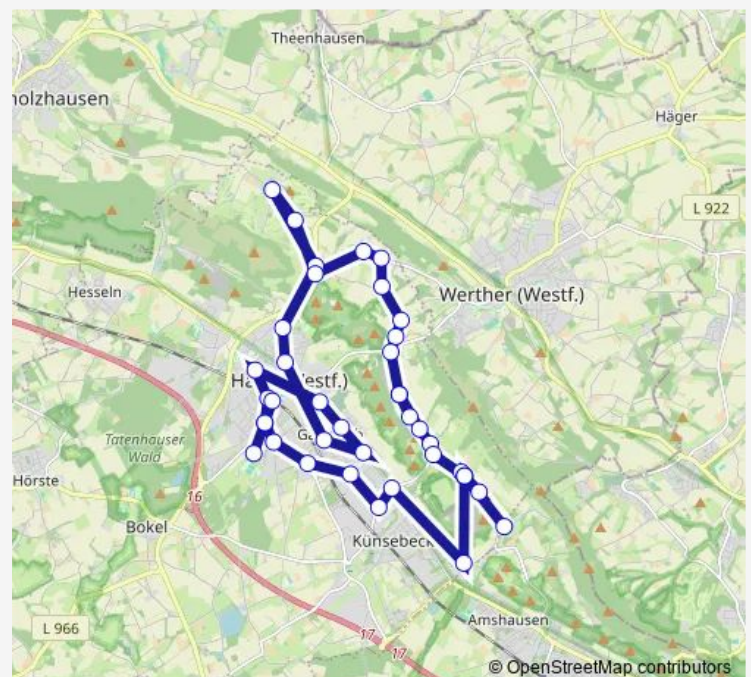 Theenhausen
holzhausen
Häger
L 922
Hesseln
Werther (Westf.)
Tatenhauser
Wald
Hörste
16
Bokel
Künsebeck
L 966
17
17
Amshausen
© OpenStreetMap contributors